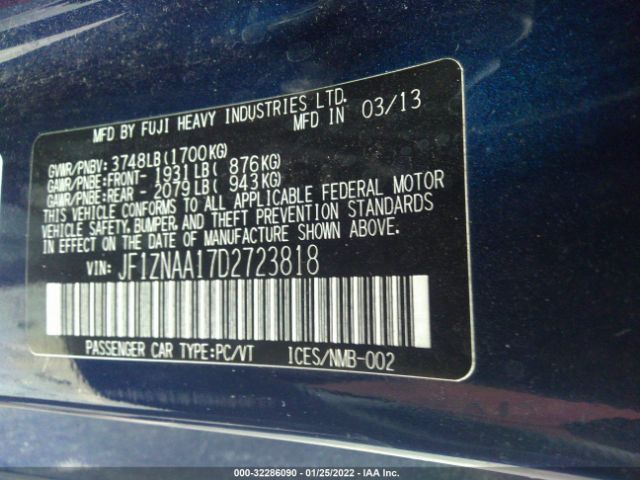 MFD BY FUJI HEAVY INDUSTRIES LTD.
MFD IN 03/13
GVWR/PNBV: 3748LB(1700KG)
GAWR/PNBE:FRONT- 1931LB( 876KG)
GAWR/PNBE:REAR - 2079LB( 943KG)
THIS VEHICLE CONFORMS TO ALL APPLICABLE FEDERAL MOTOR
VEHICLE SAFETY, BUMPER, AND THEFT PREVENTION STANDARDS
IN EFFECT ON THE DATE OF MANUFACTURE SHOWN ABOVE.
VIN: JF1ZNAA17D2723818
PASSENGER CAR TYPE:PC/VT ICES/NMB-002
000-32286090 - 01/25/2022 - IAA Inc.